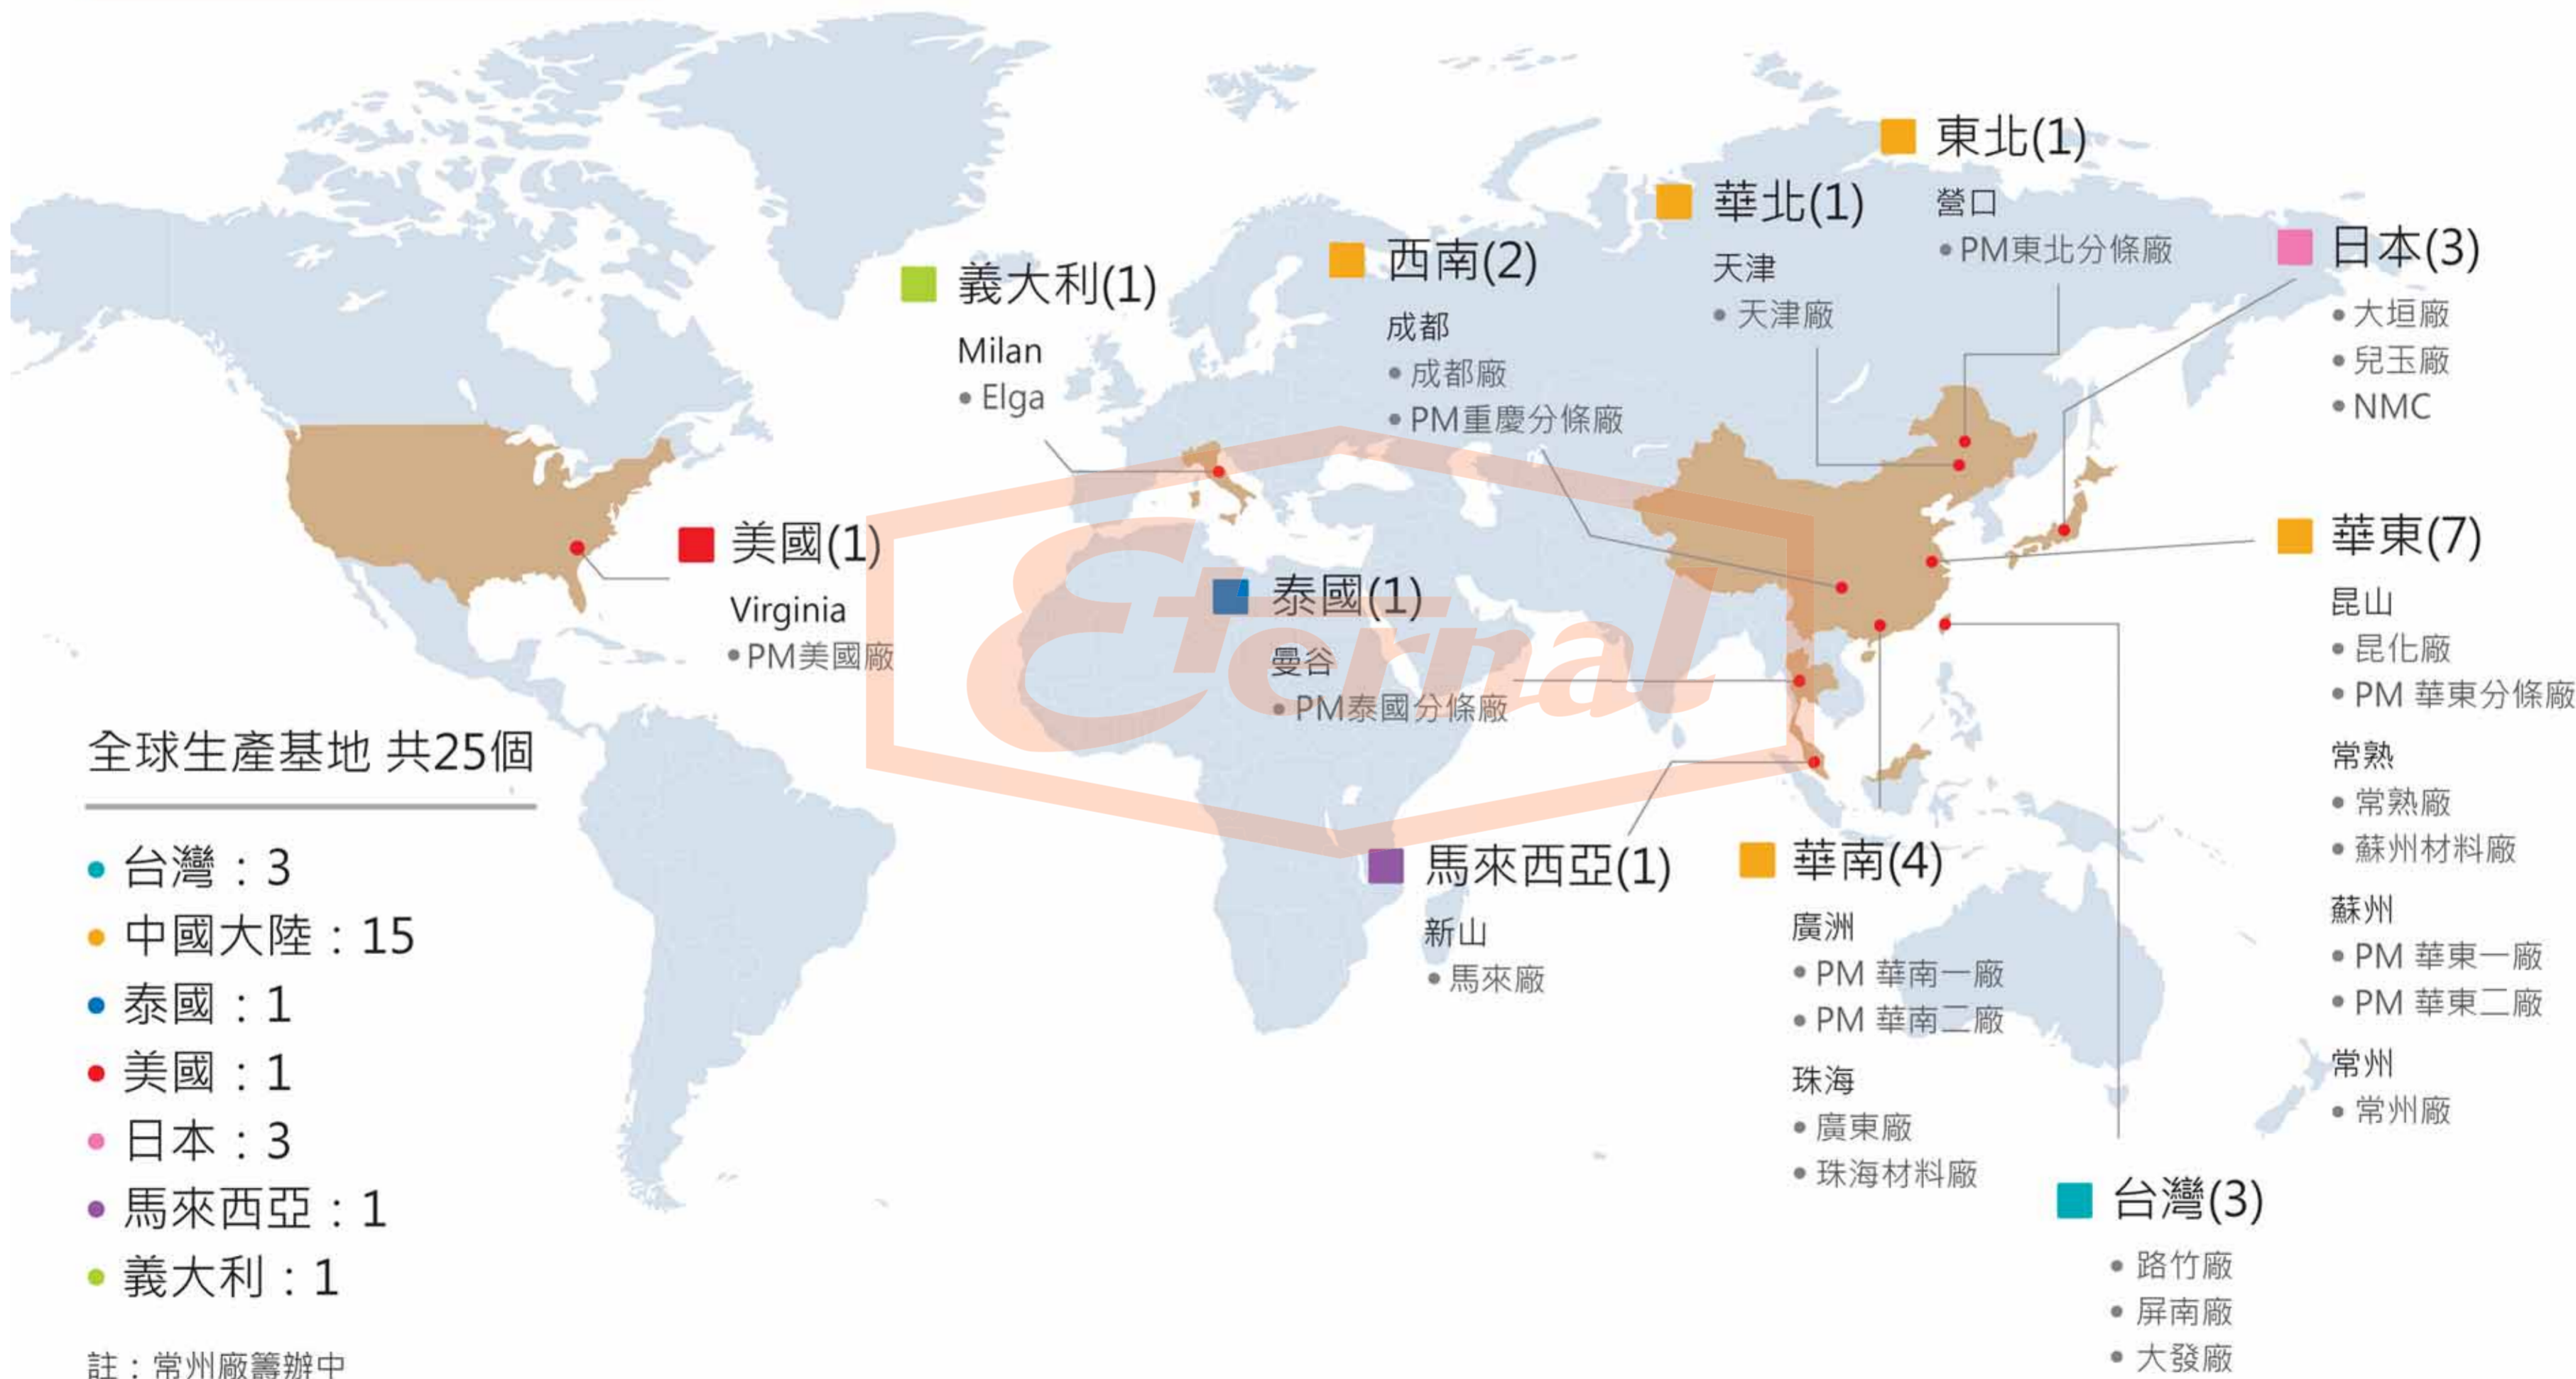 東北(1)
營口
• PM東北分條廠
華北(1)
天津
• 天津廠
西南(2)
成都
• 成都廠
• PM重慶分條廠
義大利(1)
Milan
• Elga
日本(3)
• 大垣廠
• 兒玉廠
• NMC
美國(1)
Virginia
• PM美國廠
泰國(1)
曼谷
• PM泰國分條廠
Eternal
華東(7)
昆山
• 昆化廠
• PM 華東分條廠
常熟
• 常熟廠
• 蘇州材料廠
蘇州
• PM 華東一廠
• PM 華東二廠
常州
• 常州廠
馬來西亞(1)
新山
• 馬來廠
華南(4)
廣洲
• PM 華南一廠
• PM 華南二廠
珠海
• 廣東廠
• 珠海材料廠
台灣(3)
• 路竹廠
• 屏南廠
• 大發廠
全球生產基地 共25個
• 台灣：3
• 中國大陸：15
• 泰國：1
• 美國：1
• 日本：3
• 馬來西亞：1
• 義大利：1
註：常州廠籌辦中